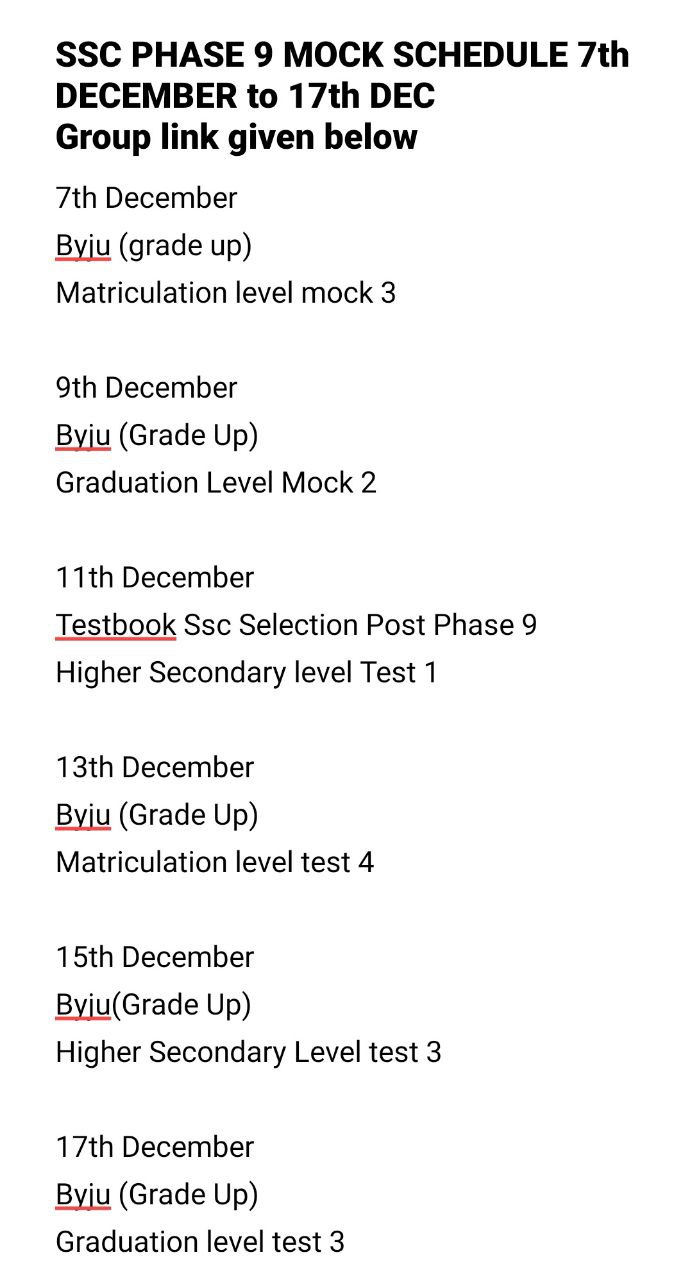 SSC PHASE 9 MOCK SCHEDULE 7th
DECEMBER to 17th DEC
Group link given below
7th December
Byju (grade up)
Matriculation level mock 3
9th December
Byju (Grade Up)
Graduation Level Mock 2
11th December
Testbook Ssc Selection Post Phase 9
Higher Secondary level Test 1
13th December
Byju (Grade Up)
Matriculation level test 4
15th December
Byju(Grade Up)
Higher Secondary Level test 3
17th December
Byju (Grade Up)
Graduation level test 3